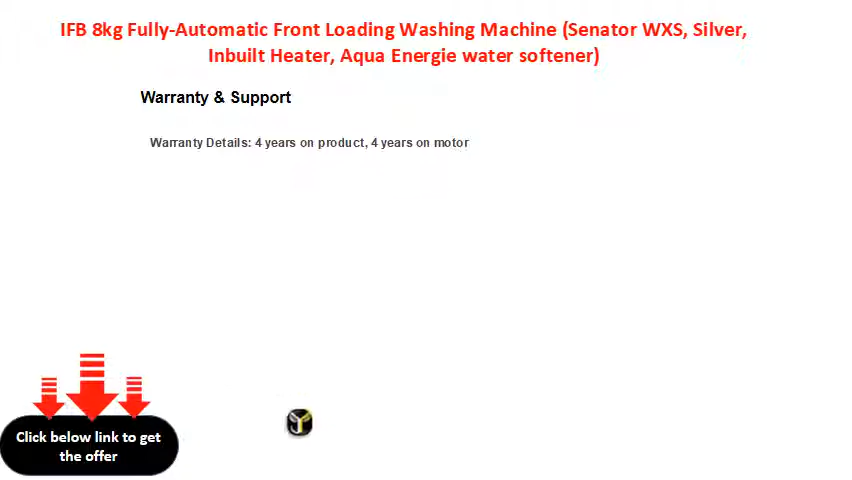 IFB 8kg Fully-Automatic Front Loading Washing Machine (Senator WXS, Silver,
Inbuilt Heater, Aqua Energie water softener)
Warranty & Support
Warranty Details: 4 years on product, 4 years on motor
Click below link to get
the offer